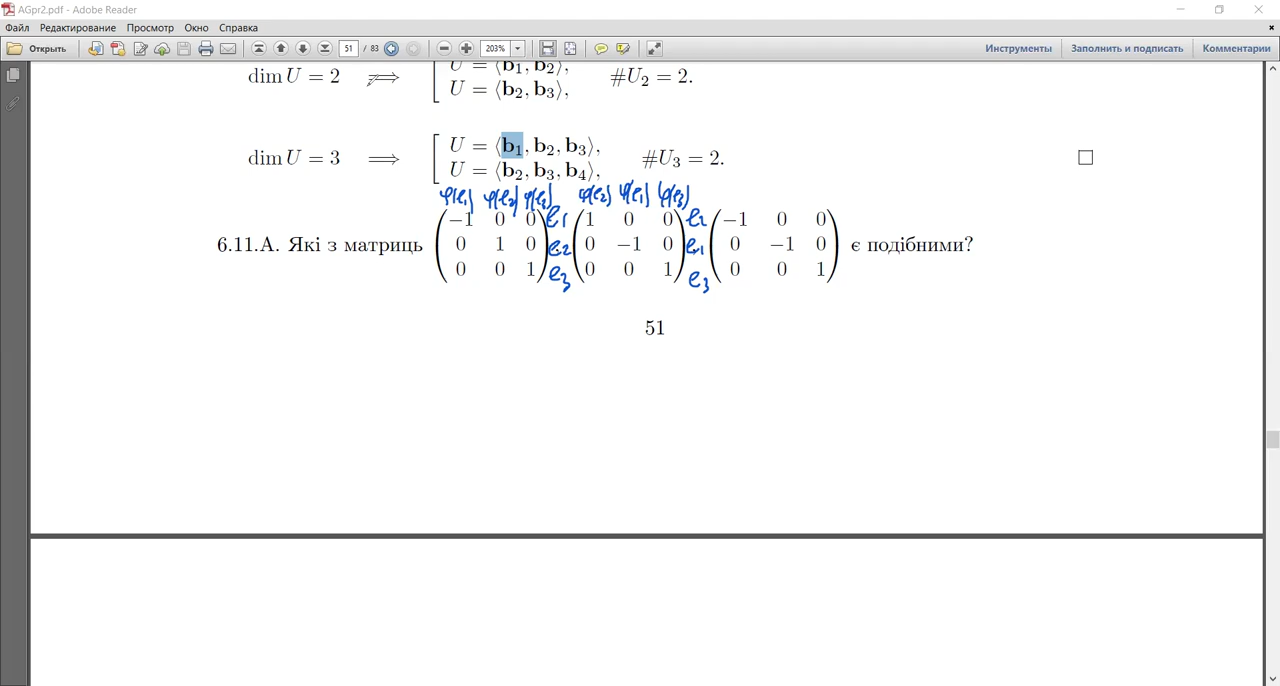 AGpr2.pdf - Adobe Reader
Файл Редактирование Просмотр Окно Справка
Открыть 51 / 83 203% Инструменты Заполнить и подписать Комментарии
dim U = 2 ⟹ U = ⟨b₁, b₂⟩, #U₂ = 2.
U = ⟨b₂, b₃⟩,
dim U = 3 ⟹ U = ⟨b₁, b₂, b₃⟩, #U₃ = 2.
U = ⟨b₂, b₃, b₄⟩,
φ(e₁) φ(e₂) φ(e₃) φ(e₂) φ(e₁) φ(e₃)
−1 0 0 e₁ 1 0 0 e₂ −1 0 0
6.11.A. Які з матриць 0 1 0 e₂ 0 −1 0 e₁ 0 −1 0 є подібними?
0 0 1 e₃ 0 0 1 e₃ 0 0 1
51